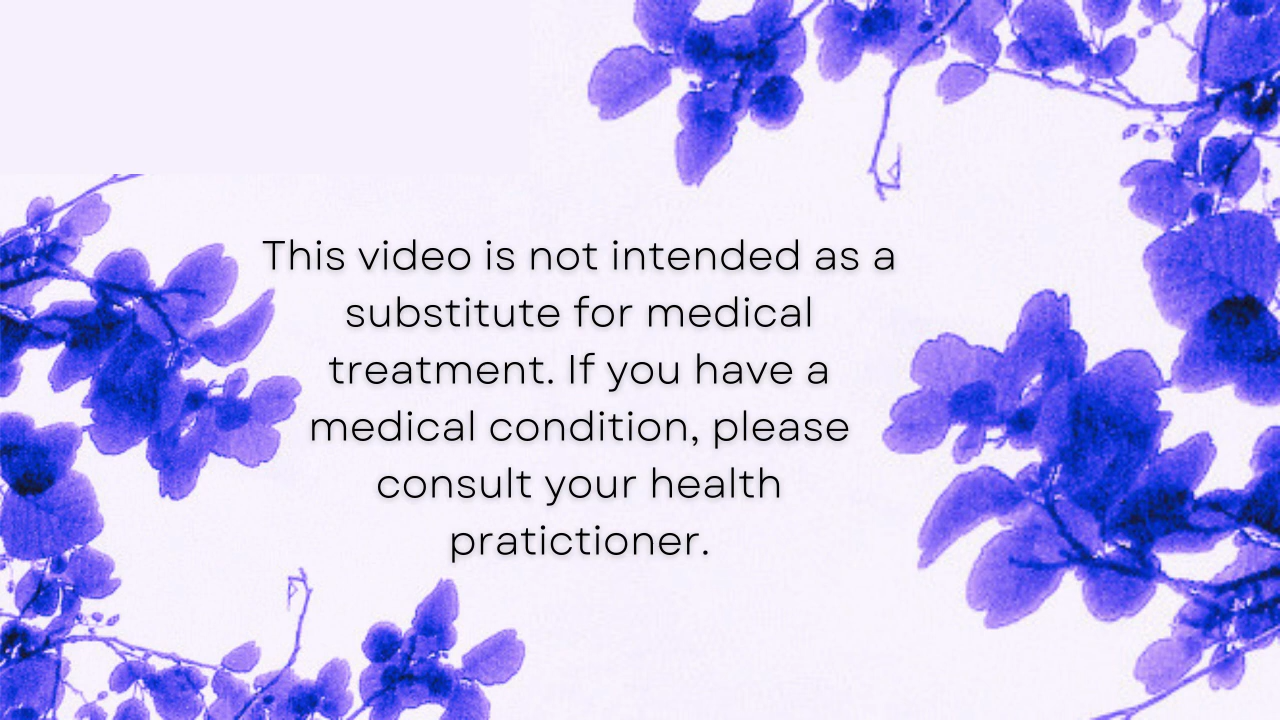 This video is not intended as a
substitute for medical
treatment. If you have a
medical condition, please
consult your health
pratictioner.